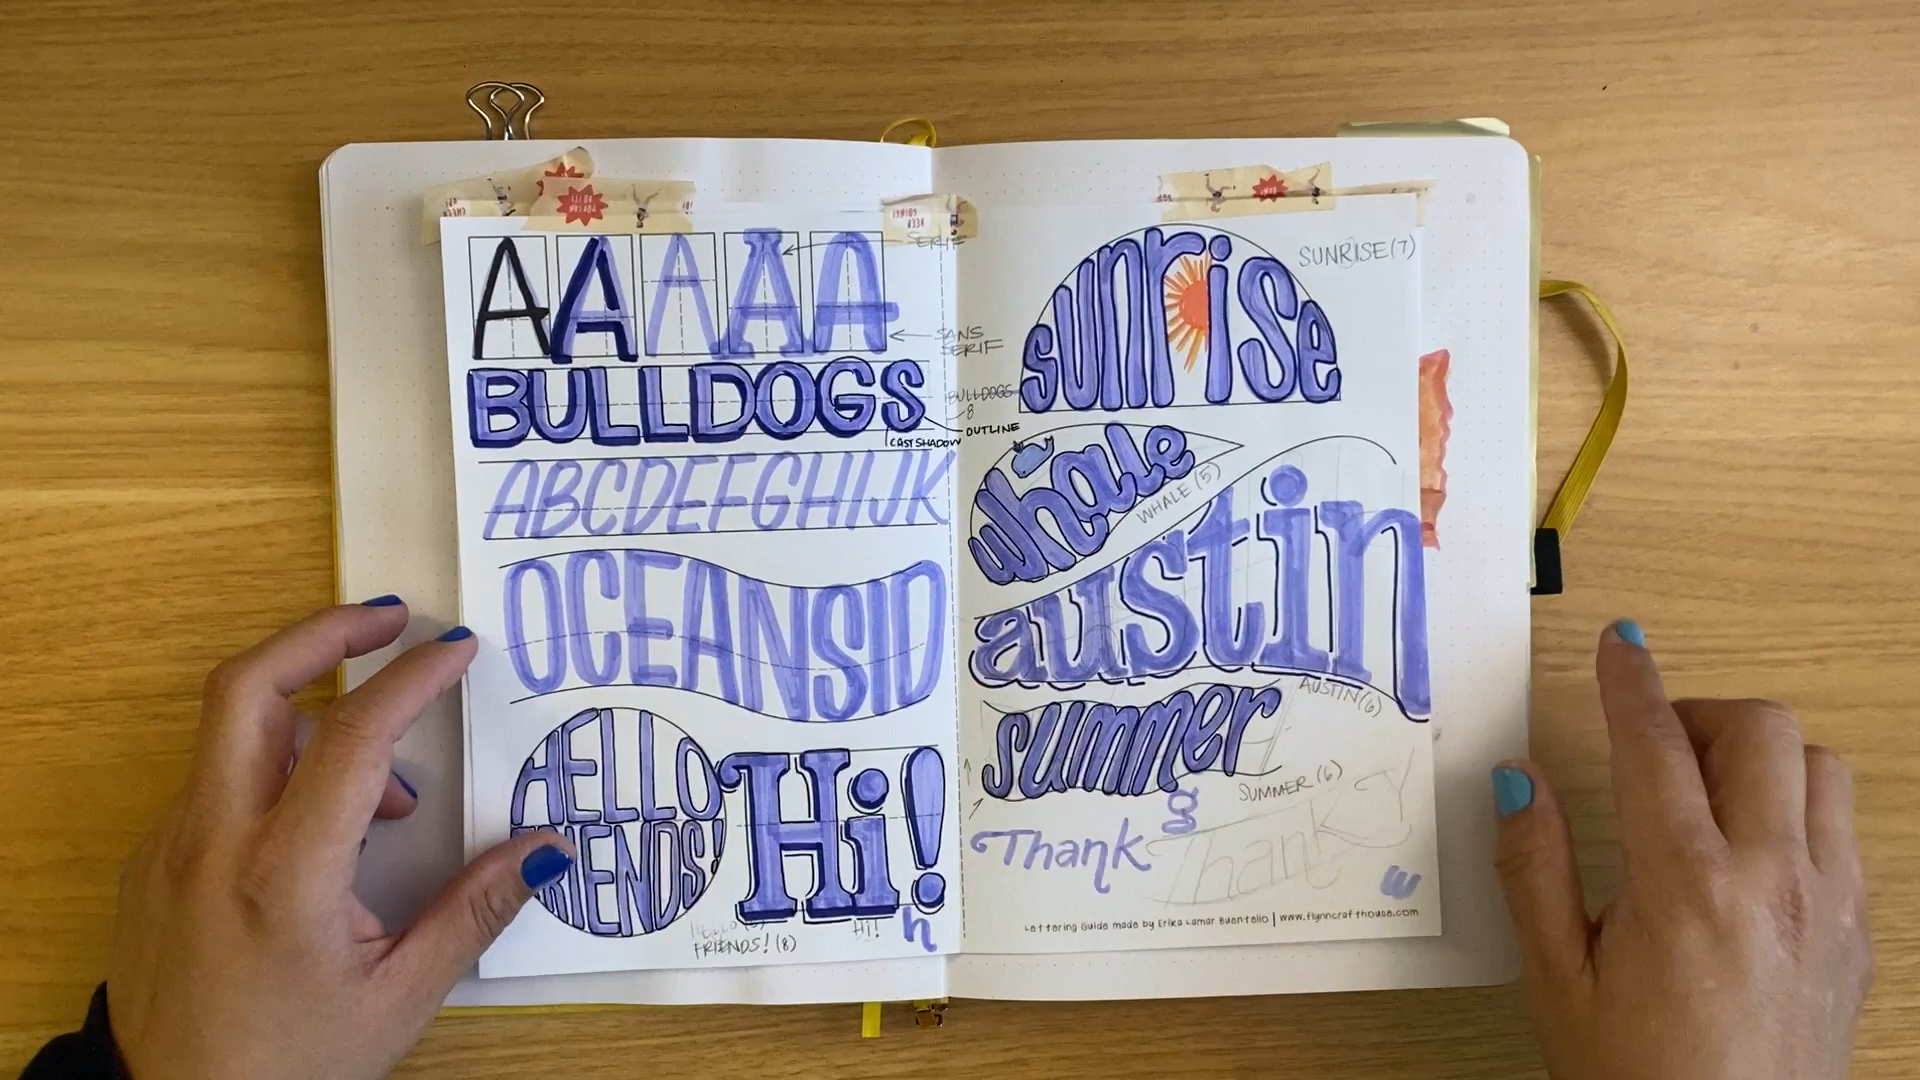 A A A A A
SERIF
SANS
SERIF
BULLDOGS
BULLDOGS
8
OUTLINE
CAST SHADOW
ABCDEFGHIJK
OCEANSID
HELLO
FRIENDS!
Hi!
HELLO (5)
FRIENDS! (8)
Hi!
h
sunrise
SUNRISE (7)
whale
WHALE (5)
austin
AUSTIN (6)
summer
SUMMER (6)
g
Thank
Thank y
w
Lettering Guide made by Erika Lamar Buentello | www.flynncrafthouse.com